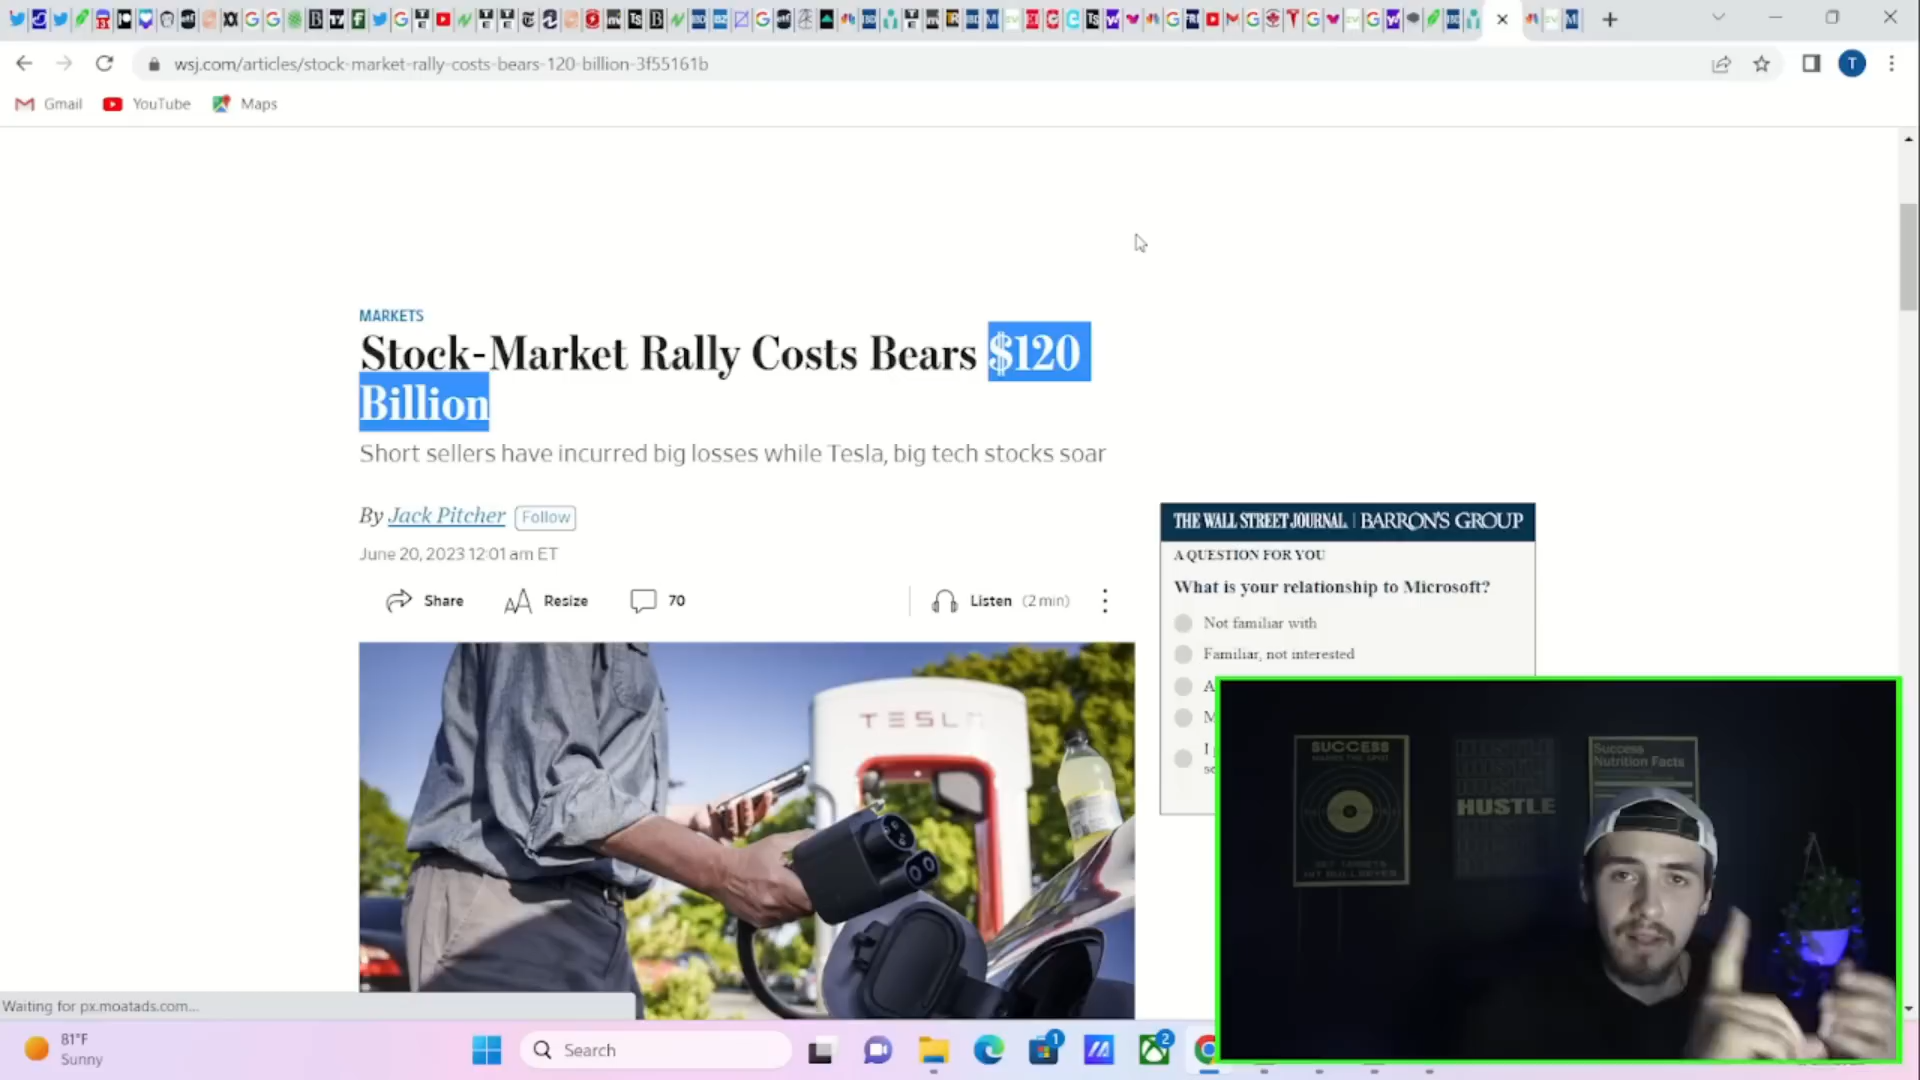 wsj.com/articles/stock-market-rally-costs-bears-120-billion-3f55161b
T
Gmail
YouTube
Maps
MARKETS
Stock-Market Rally Costs Bears $120
Billion
Short sellers have incurred big losses while Tesla, big tech stocks soar
By Jack Pitcher Follow
June 20, 2023 12:01 am ET
Share
Resize
70
Listen (2 min)
THE WALL STREET JOURNAL. | BARRON'S GROUP
A QUESTION FOR YOU
What is your relationship to Microsoft?
Not familiar with
Familiar, not interested
A
M
I
TESLA
SUCCESS
HIT BULLSEYES
HUSTLE
Success
Nutrition Facts
Waiting for px.moatads.com...
81°F
Sunny
Search
1
2